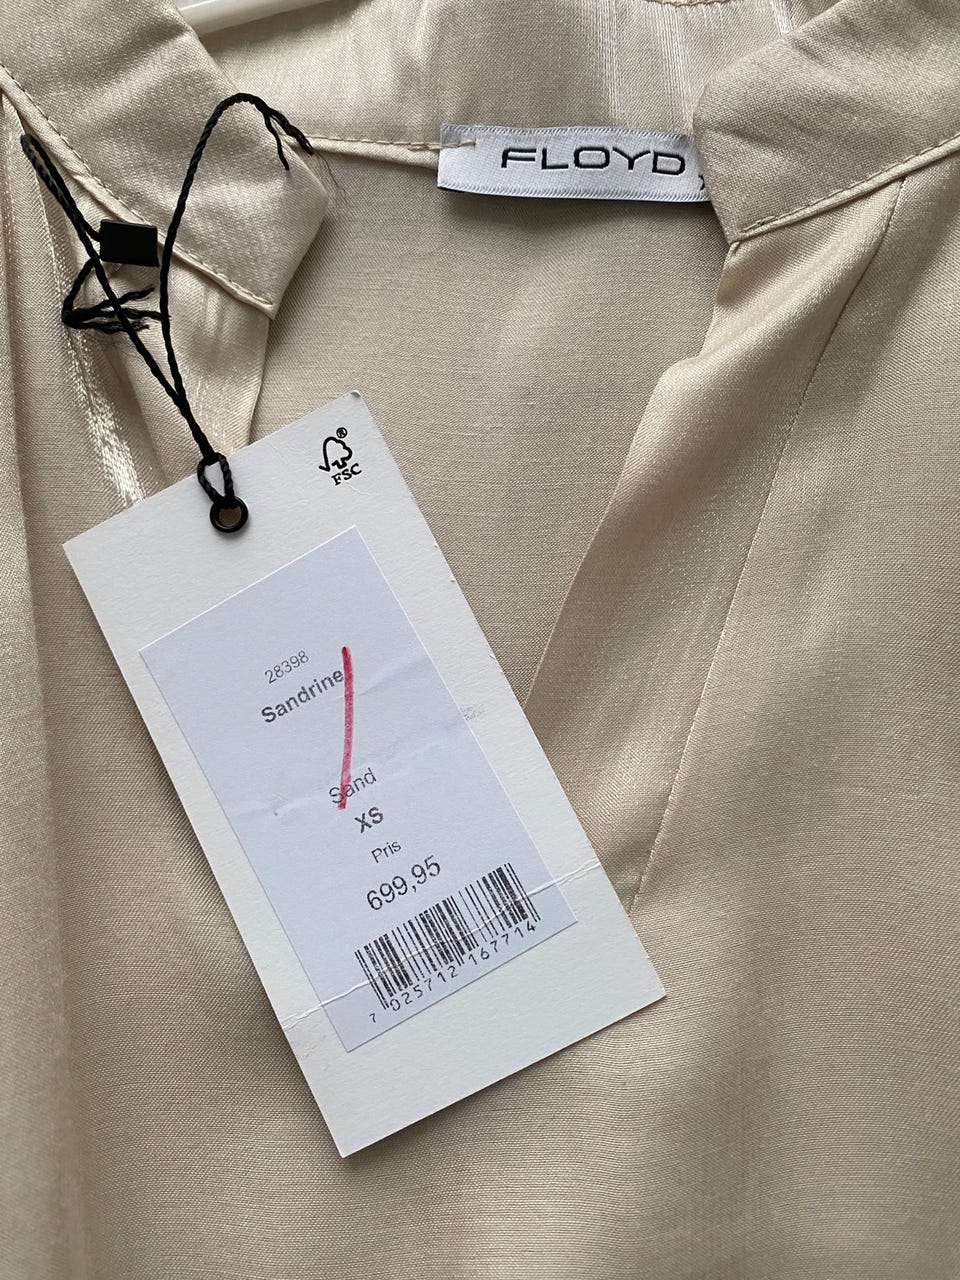 FLOYD
®
FSC
28398
Sandrine
Sand
XS
Pris
699,95
7 025712 167714